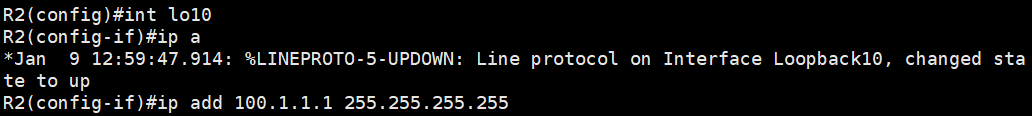 R2(config)#int lo10
R2(config-if)#ip a
*Jan  9 12:59:47.914: %LINEPROTO-5-UPDOWN: Line protocol on Interface Loopback10, changed sta
te to up
R2(config-if)#ip add 100.1.1.1 255.255.255.255